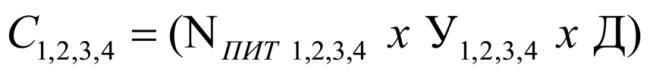 C1,2,3,4 = (NПИТ 1,2,3,4 x У1,2,3,4 x Д)